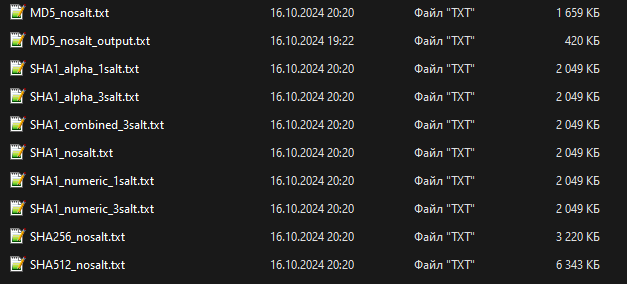 MD5_nosalt.txt 16.10.2024 20:20 Файл "TXT" 1 659 КБ
MD5_nosalt_output.txt 16.10.2024 19:22 Файл "TXT" 420 КБ
SHA1_alpha_1salt.txt 16.10.2024 20:20 Файл "TXT" 2 049 КБ
SHA1_alpha_3salt.txt 16.10.2024 20:20 Файл "TXT" 2 049 КБ
SHA1_combined_3salt.txt 16.10.2024 20:20 Файл "TXT" 2 049 КБ
SHA1_nosalt.txt 16.10.2024 20:20 Файл "TXT" 2 049 КБ
SHA1_numeric_1salt.txt 16.10.2024 20:20 Файл "TXT" 2 049 КБ
SHA1_numeric_3salt.txt 16.10.2024 20:20 Файл "TXT" 2 049 КБ
SHA256_nosalt.txt 16.10.2024 20:20 Файл "TXT" 3 220 КБ
SHA512_nosalt.txt 16.10.2024 20:20 Файл "TXT" 6 343 КБ